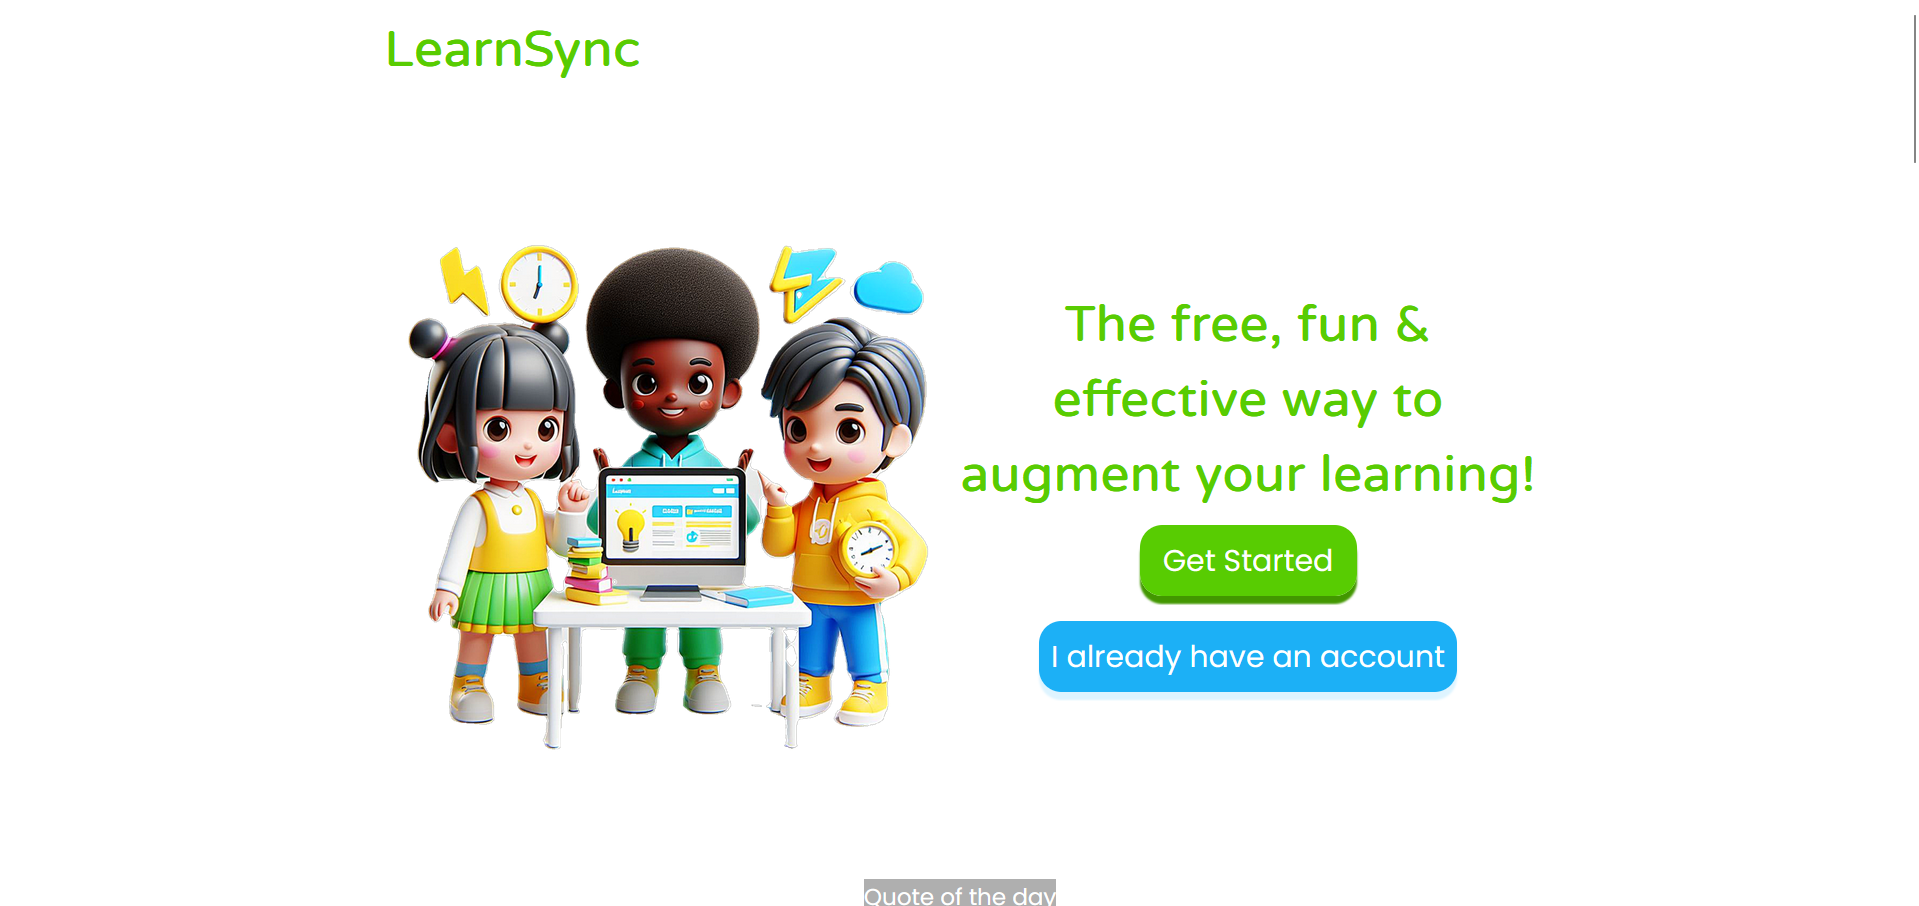 LearnSync
The free, fun &
effective way to
augment your learning!
Get Started
I already have an account
Quote of the day